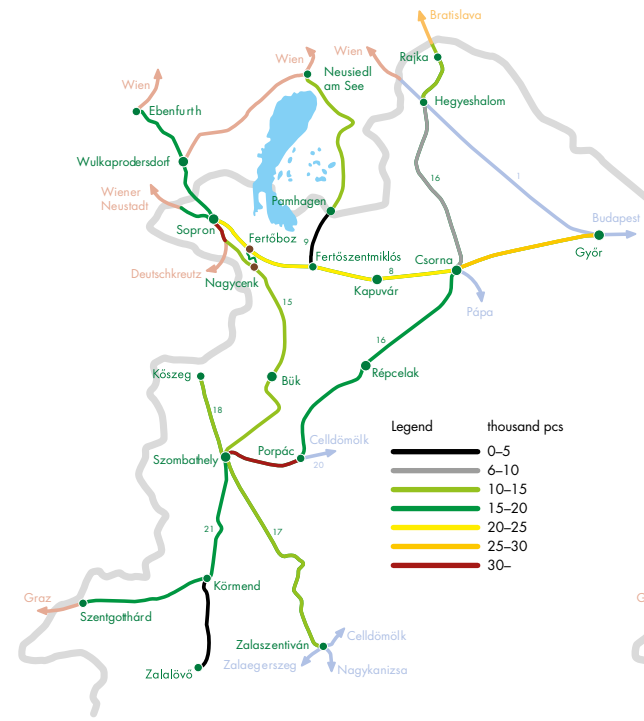 Bratislava
Wien
Wien
Rajka
Neusiedl
am See
Wien
Ebenfurth
Hegyeshalom
Wulkaprodersdorf
16
1
Wiener
Neustadt
Pamhagen
Budapest
Sopron
Fertőboz
9
Fertőszentmiklós
Csorna
Győr
Deutschkreutz
Nagycenk
8
Kapuvár
15
Pápa
16
Kőszeg
Bük
Répcelak
18
Legend
thousand pcs
Celldömölk
Porpác
Szombathely
20
0–5
6–10
10–15
15–20
20–25
25–30
30–
21
17
Körmend
Graz
G
Szentgotthárd
Celldömölk
Zalaszentiván
Zalaegerszeg
Nagykanizsa
Zalalövő